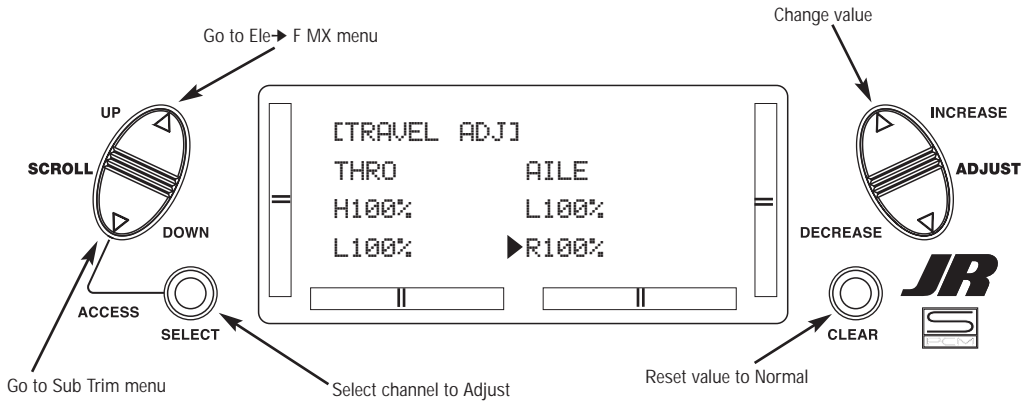 Change value
Go to Ele→ F MX menu
UP
SCROLL
DOWN
ACCESS
SELECT
[TRAVEL ADJ]
THRO AILE
H100% L100%
L100% ▶R100%
INCREASE
ADJUST
DECREASE
CLEAR
JR
S
PCM
Go to Sub Trim menu
Select channel to Adjust
Reset value to Normal